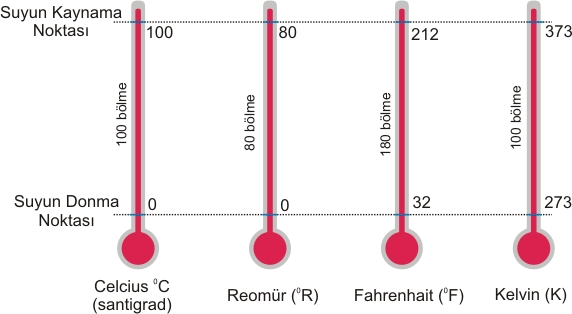 Suyun Kaynama
Noktası
100
80
212
373
100 bölme
80 bölme
180 bölme
100 bölme
Suyun Donma
Noktası
0
0
32
273
Celcius ⁰C
(santigrad)
Reomür (⁰R)
Fahrenhait (⁰F)
Kelvin (K)